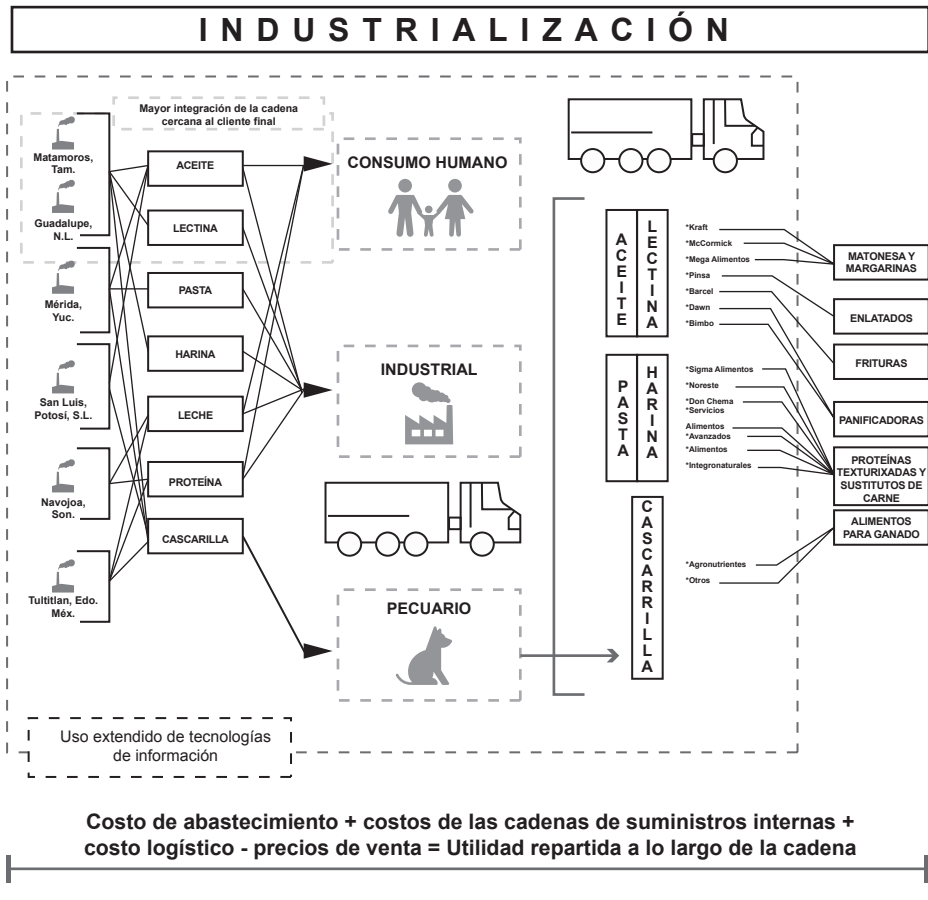 INDUSTRIALIZACIÓN
Mayor integración de la cadena
cercana al cliente final
Matamoros,
Tam.
Guadalupe,
N.L.
Mérida,
Yuc.
San Luis,
Potosí, S.L.
Navojoa,
Son.
Tultitlan, Edo.
Méx.
ACEITE
LECTINA
PASTA
HARINA
LECHE
PROTEÍNA
CASCARILLA
CONSUMO HUMANO
INDUSTRIAL
PECUARIO
ACEITE
LECTINA
PASTA
HARINA
CASCARRILLA
*Kraft
*McCormick
*Mega Alimentos
*Pinsa
*Barcel
*Dawn
*Bimbo
*Sigma Alimentos
*Noreste
*Don Chema
*Servicios
Alimentos
*Avanzados
*Alimentos
*Integronaturales
*Agronutrientes
*Otros
MATONESA Y
MARGARINAS
ENLATADOS
FRITURAS
PANIFICADORAS
PROTEÍNAS
TEXTURIXADAS Y
SUSTITUTOS DE
CARNE
ALIMENTOS
PARA GANADO
Uso extendido de tecnologías
de información
Costo de abastecimiento + costos de las cadenas de suministros internas +
costo logístico - precios de venta = Utilidad repartida a lo largo de la cadena